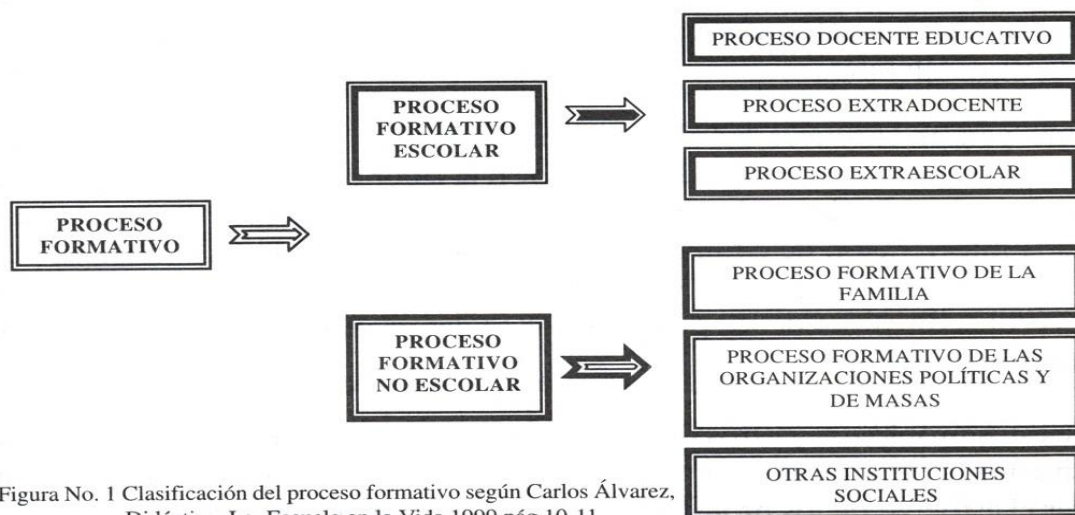 PROCESO DOCENTE EDUCATIVO
PROCESO
FORMATIVO
ESCOLAR
PROCESO EXTRADOCENTE
PROCESO EXTRAESCOLAR
PROCESO
FORMATIVO
PROCESO FORMATIVO DE LA
FAMILIA
PROCESO
FORMATIVO
NO ESCOLAR
PROCESO FORMATIVO DE LAS
ORGANIZACIONES POLÍTICAS Y
DE MASAS
OTRAS INSTITUCIONES
SOCIALES
Figura No. 1 Clasificación del proceso formativo según Carlos Álvarez,
Didáctica. La Escuela en la Vida 1999 pág 10-11